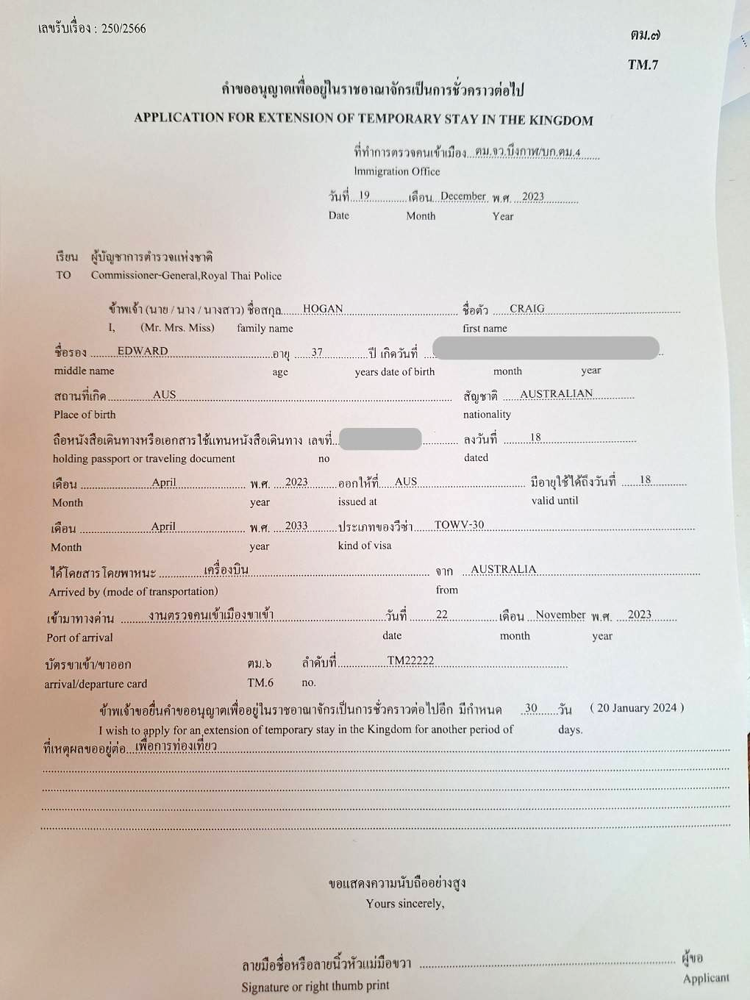 เลขรับเรื่อง : 250/2566
ตม.๗
TM.7
คำขออนุญาตเพื่ออยู่ในราชอาณาจักรเป็นการชั่วคราวต่อไป
APPLICATION FOR EXTENSION OF TEMPORARY STAY IN THE KINGDOM
ที่ทำการตรวจคนเข้าเมือง ตม.จว.บึงกาฬ/บก.ตม.4
Immigration Office
วันที่ 19 เดือน December พ.ศ. 2023
Date Month Year
เรียน ผู้บัญชาการตำรวจแห่งชาติ
TO Commissioner-General,Royal Thai Police
ข้าพเจ้า (นาย / นาง / นางสาว) ชื่อสกุล HOGAN ชื่อตัว CRAIG
I, (Mr. Mrs. Miss) family name first name
ชื่อรอง EDWARD อายุ 37 ปี เกิดวันที่
middle name age years date of birth month year
สถานที่เกิด AUS สัญชาติ AUSTRALIAN
Place of birth nationality
ถือหนังสือเดินทางหรือเอกสารใช้แทนหนังสือเดินทาง เลขที่ ลงวันที่ 18
holding passport or traveling document no dated
เดือน April พ.ศ. 2023 ออกให้ที่ AUS มีอายุใช้ได้ถึงวันที่ 18
Month year issued at valid until
เดือน April พ.ศ. 2033 ประเภทของวีซ่า TOWV-30
Month year kind of visa
ได้โดยสารโดยพาหนะ เครื่องบิน จาก AUSTRALIA
Arrived by (mode of transportation) from
เข้ามาทางด่าน งานตรวจคนเข้าเมืองขาเข้า วันที่ 22 เดือน November พ.ศ. 2023
Port of arrival date month year
บัตรขาเข้า/ขาออก ตม.๖ ลำดับที่ TM22222
arrival/departure card TM.6 no.
ข้าพเจ้าขอยื่นคำขออนุญาตเพื่ออยู่ในราชอาณาจักรเป็นการชั่วคราวต่อไปอีก มีกำหนด 30 วัน ( 20 January 2024 )
I wish to apply for an extension of temporary stay in the Kingdom for another period of days.
ที่เหตุผลขออยู่ต่อ เพื่อการท่องเที่ยว
ขอแสดงความนับถืออย่างสูง
Yours sincerely,
ลายมือชื่อหรือลายนิ้วหัวแม่มือขวา ผู้ขอ
Signature or right thumb print Applicant